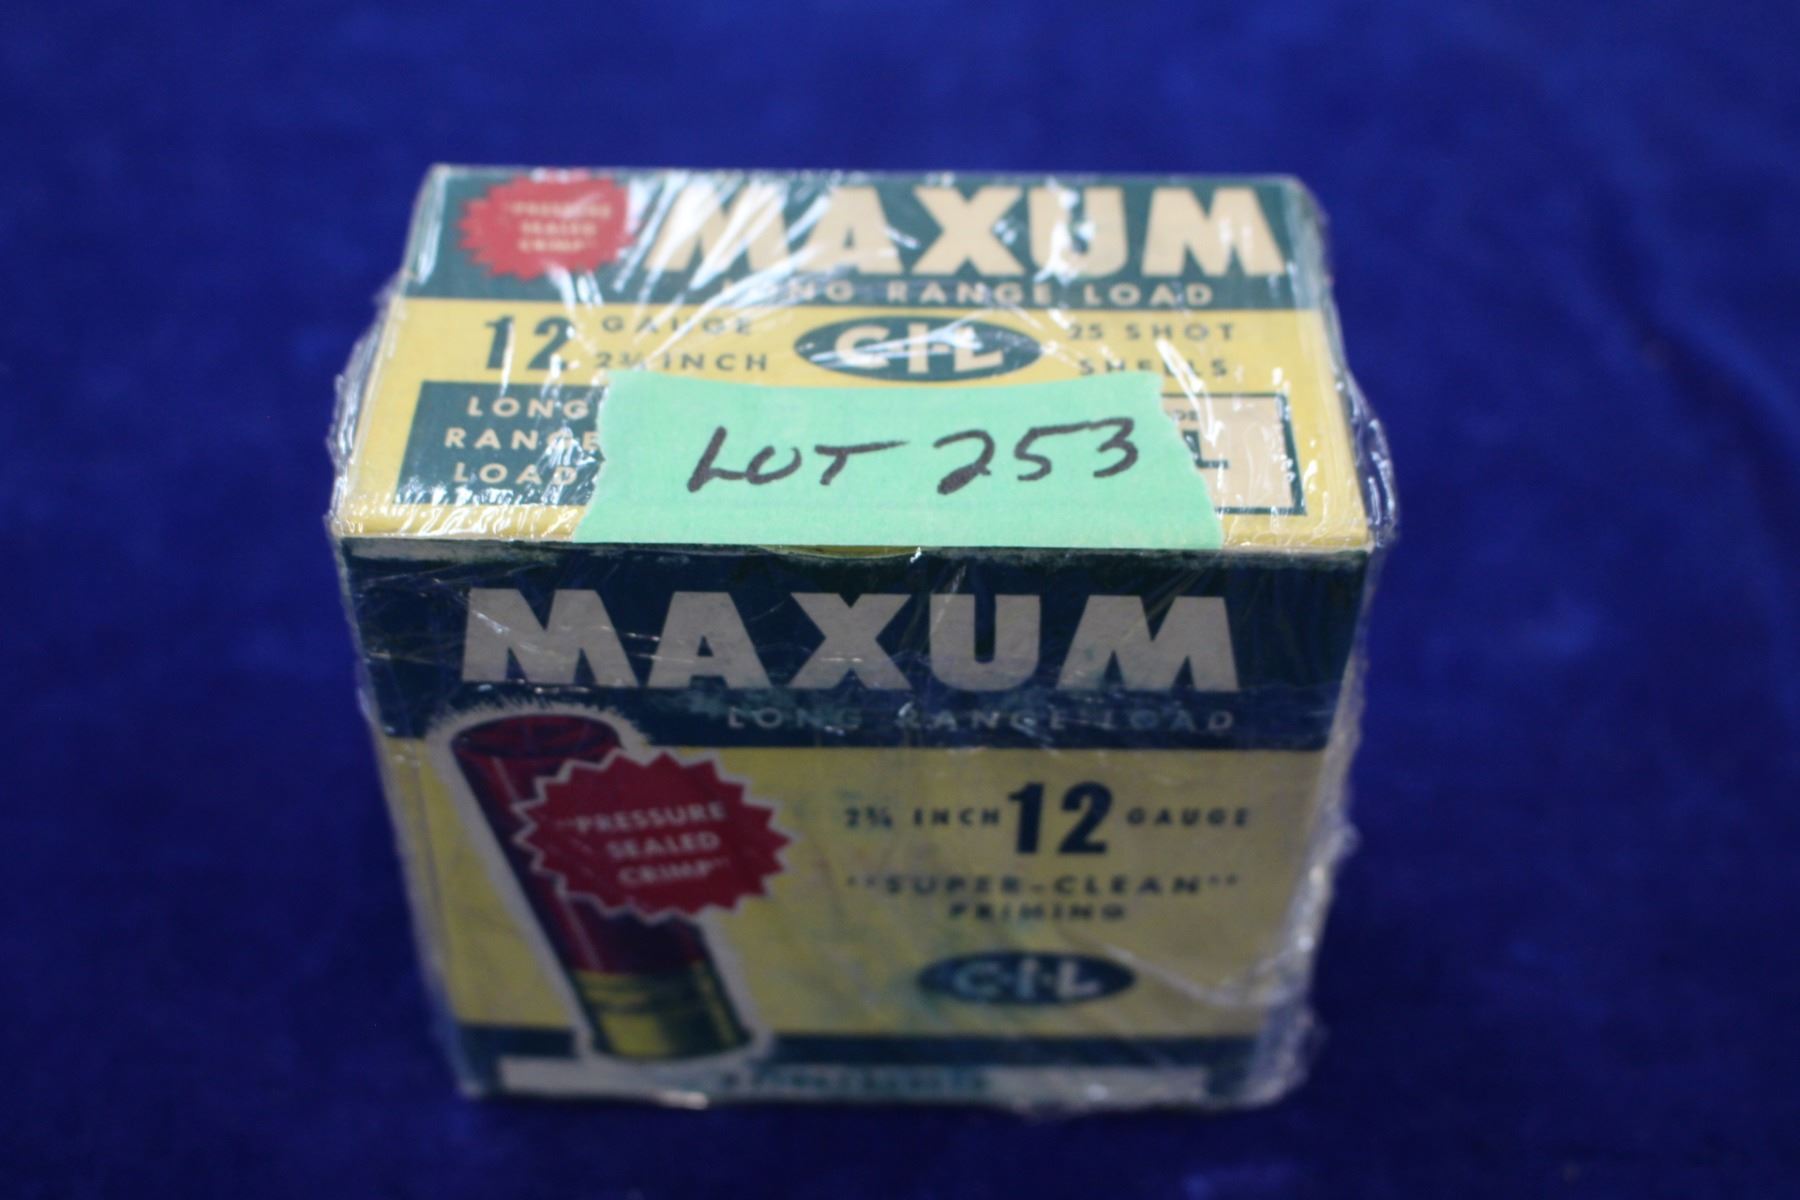 "PRESSURE
SEALED
CRIMP"
MAXUM
LONG RANGE LOAD
12 GAUGE
2¾ INCH
C-I-L
25 SHOT
SHELLS
LONG
RANGE
LOAD
LOT 253
MAXUM
LONG RANGE LOAD
"PRESSURE
SEALED
CRIMP"
2¾ INCH 12 GAUGE
"SUPER-CLEAN"
PRIMING
C-I-L